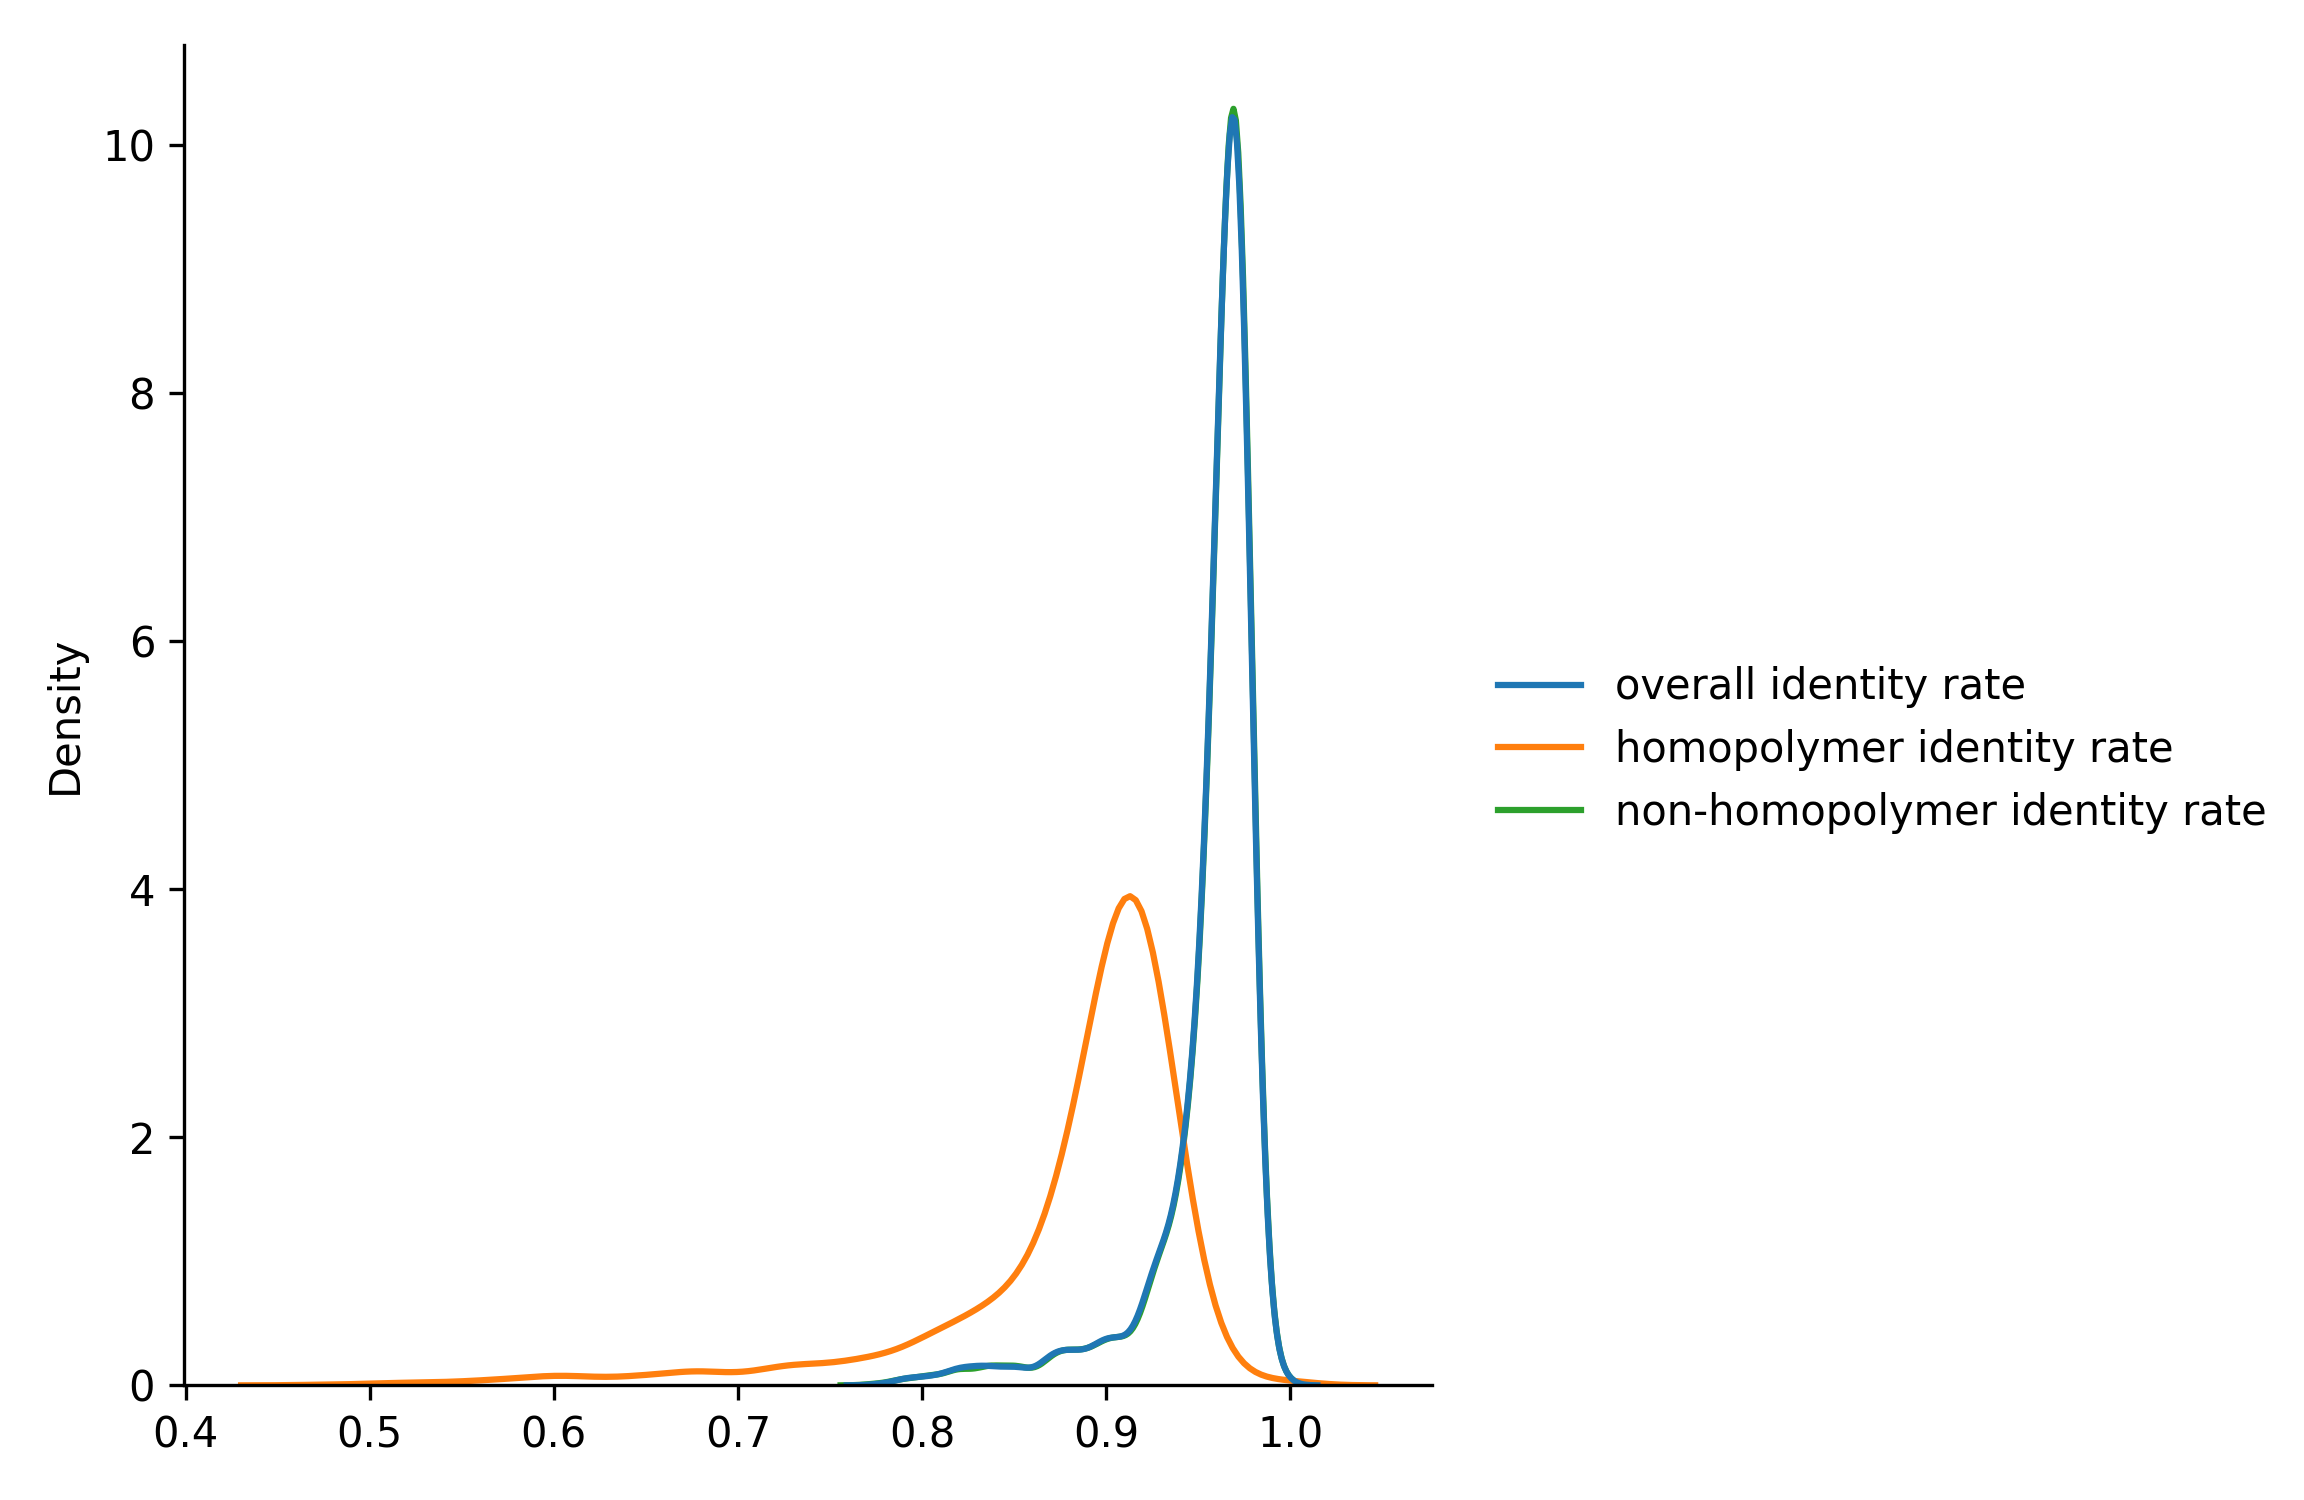 10
8
6
4
2
0
Density
0.4 0.5 0.6 0.7 0.8 0.9 1.0
overall identity rate
homopolymer identity rate
non-homopolymer identity rate